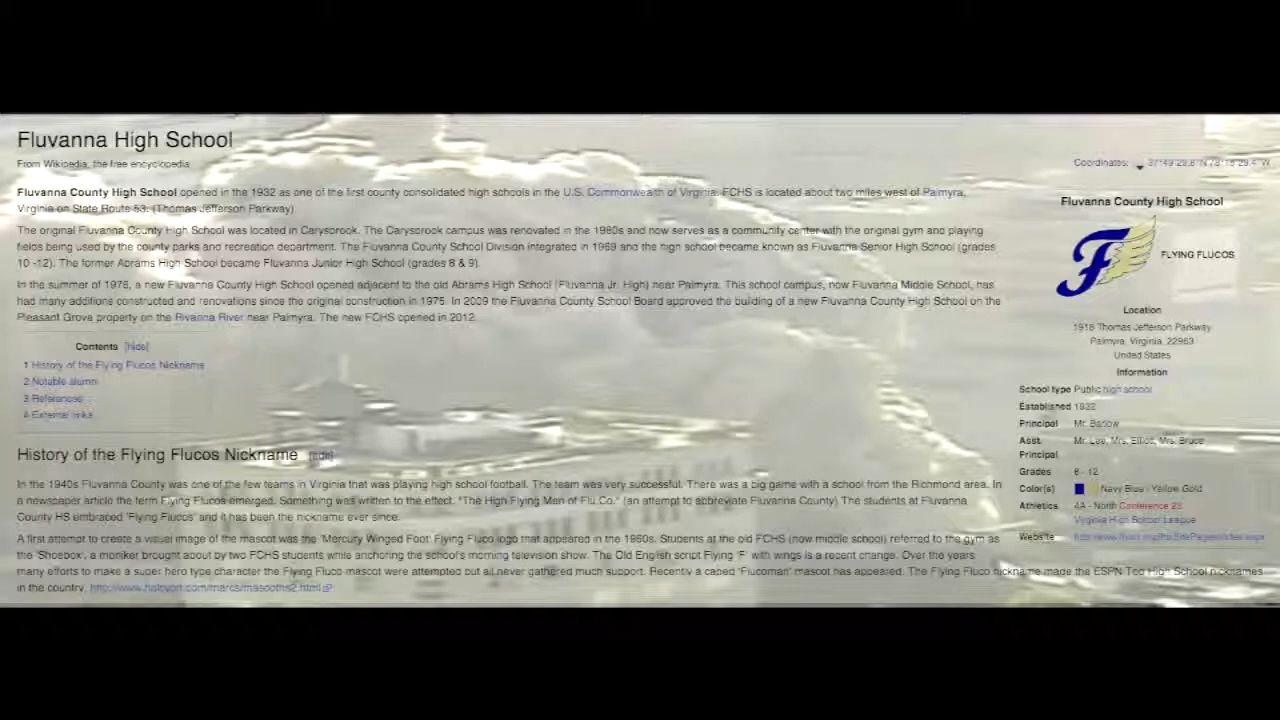 Fluvanna High School
From Wikipedia, the free encyclopedia
Coordinates:
Fluvanna County High School opened in the 1932 as one of the first county consolidated high schools in the U.S. Commonwealth of Virginia. FCHS is located about two miles west of Palmyra,
Virginia on State Route 53. (Thomas Jefferson Parkway)
The original Fluvanna County High School was located in Carysbrook. The Carysbrook campus was renovated in the 1980s and now serves as a community center with the original gym and playing
fields being used by the county parks and recreation department. The Fluvanna County School Division integrated in 1969 and the high school became known as Fluvanna Senior High School (grades
10 -12). The former Abrams High School became Fluvanna Junior High School (grades 8 & 9).
In the summer of 1976, a new Fluvanna County High School opened adjacent to the old Abrams High School (Fluvanna Jr. High) near Palmyra. This school campus, now Fluvanna Middle School, has
had many additions constructed and renovations since the original construction in 1975. In 2009 the Fluvanna County School Board approved the building of a new Fluvanna County High School on the
Pleasant Grove property on the Rivanna River near Palmyra. The new FCHS opened in 2012.
Contents [hide]
1 History of the Flying Flucos Nickname
2 Notable alumni
3 References
4 External links
History of the Flying Flucos Nickname [edit]
In the 1940s Fluvanna County was one of the few teams in Virginia that was playing high school football. The team was very successful. There was a big game with a school from the Richmond area. In
a newspaper article the term Flying Flucos emerged. Something was written to the effect, "The High Flying Men of Flu.Co." (an attempt to abbreviate Fluvanna County) The students at Fluvanna
County HS embraced 'Flying Flucos' and it has been the nickname ever since.
A first attempt to create a visual image of the mascot was the 'Mercury Winged Foot' Flying Fluco logo that appeared in the 1960s. Students at the old FCHS (now middle school) referred to the gym as
the 'Shoebox', a moniker brought about by two FCHS students while anchoring the school's morning television show. The Old English script Flying 'F' with wings is a recent change. Over the years
many efforts to make a super hero type character the Flying Fluco mascot were attempted but all never gathered much support. Recently a caped 'Flucoman' mascot has appeared. The Flying Fluco nickname made the ESPN Top High School nicknames
in the country.
Fluvanna County High School
F
FLYING FLUCOS
Location
1918 Thomas Jefferson Parkway
Palmyra, Virginia, 22963
United States
Information
School type Public high school
Established 1932
Principal Mr. Barlow
Asst. Mr. Lee, Mrs. Elliot, Mrs. Bruce
Principal
Grades 8 - 12
Color(s) Navy Blue - Yellow Gold
Athletics 4A - North Conference 23
Virginia High School League
Website